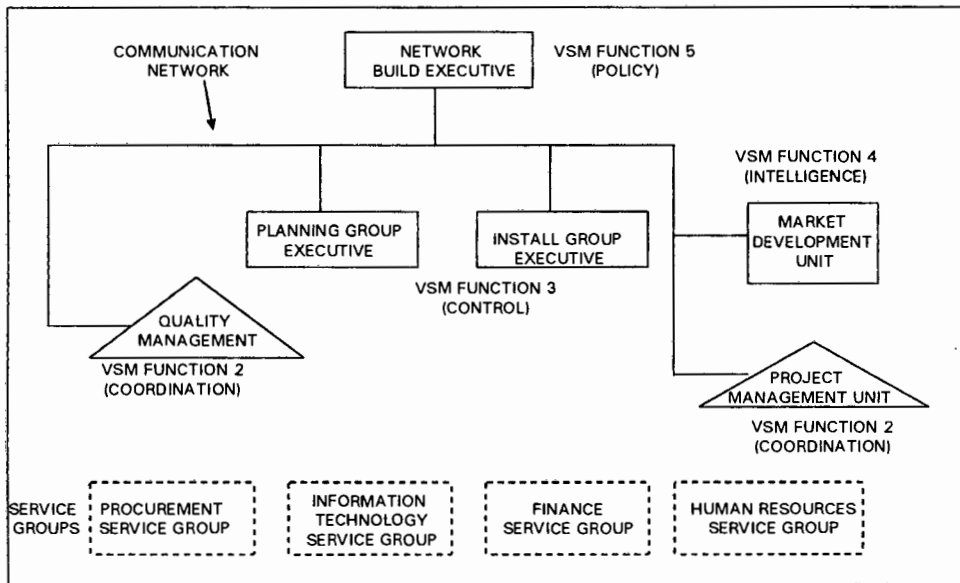 COMMUNICATION
NETWORK
NETWORK
BUILD EXECUTIVE
VSM FUNCTION 5
(POLICY)
PLANNING GROUP
EXECUTIVE
INSTALL GROUP
EXECUTIVE
VSM FUNCTION 3
(CONTROL)
VSM FUNCTION 4
(INTELLIGENCE)
MARKET
DEVELOPMENT
UNIT
QUALITY
MANAGEMENT
VSM FUNCTION 2
(COORDINATION)
PROJECT
MANAGEMENT UNIT
VSM FUNCTION 2
(COORDINATION)
SERVICE
GROUPS
PROCUREMENT
SERVICE GROUP
INFORMATION
TECHNOLOGY
SERVICE GROUP
FINANCE
SERVICE GROUP
HUMAN RESOURCES
SERVICE GROUP